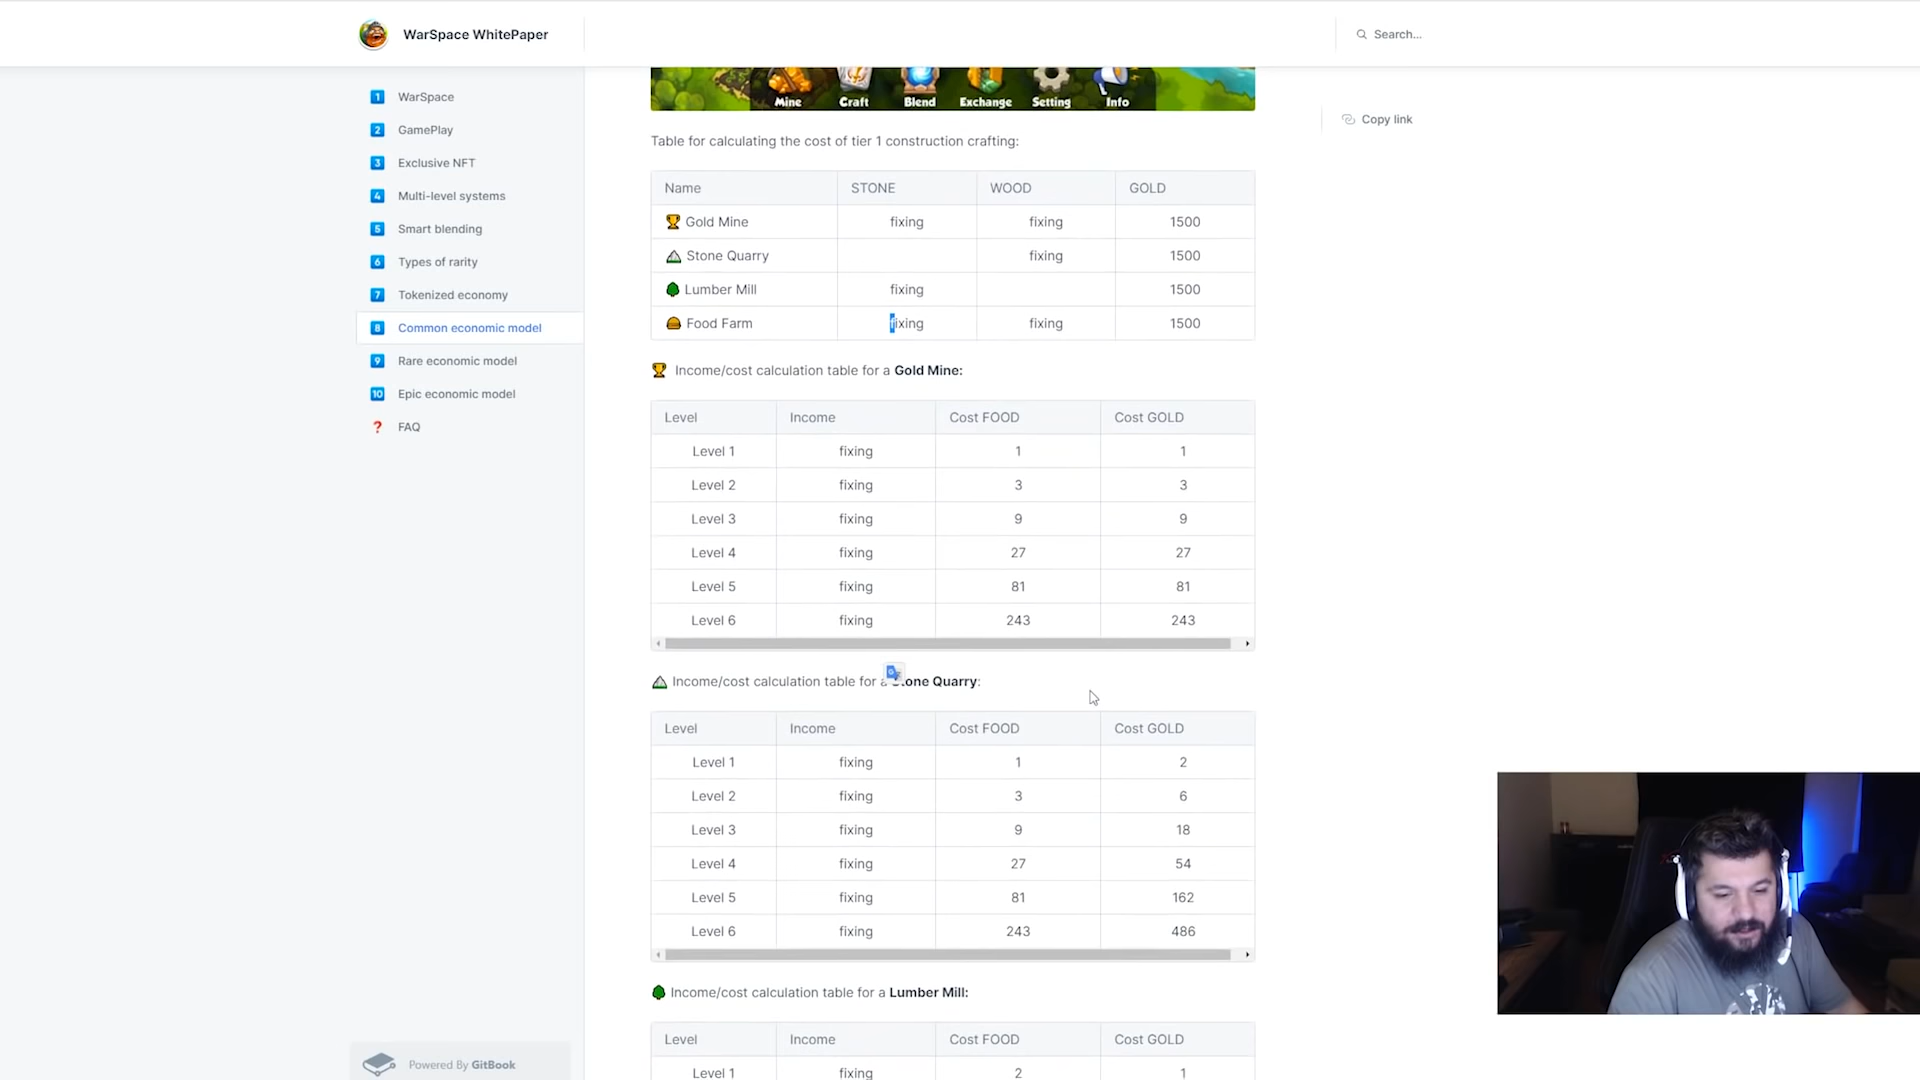 WarSpace WhitePaper
Search...
WarSpace
GamePlay
Exclusive NFT
Multi-level systems
Smart blending
Types of rarity
Tokenized economy
Common economic model
Rare economic model
Epic economic model
FAQ
Powered By GitBook
Mine Craft Blend Exchange Setting Info
Copy link
Table for calculating the cost of tier 1 construction crafting:
Name STONE WOOD GOLD
Gold Mine fixing fixing 1500
Stone Quarry fixing 1500
Lumber Mill fixing 1500
Food Farm fixing fixing 1500
Income/cost calculation table for a Gold Mine:
Level Income Cost FOOD Cost GOLD
Level 1 fixing 1 1
Level 2 fixing 3 3
Level 3 fixing 9 9
Level 4 fixing 27 27
Level 5 fixing 81 81
Level 6 fixing 243 243
Income/cost calculation table for a Stone Quarry:
Level Income Cost FOOD Cost GOLD
Level 1 fixing 1 2
Level 2 fixing 3 6
Level 3 fixing 9 18
Level 4 fixing 27 54
Level 5 fixing 81 162
Level 6 fixing 243 486
Income/cost calculation table for a Lumber Mill:
Level Income Cost FOOD Cost GOLD
Level 1 fixing 2 1